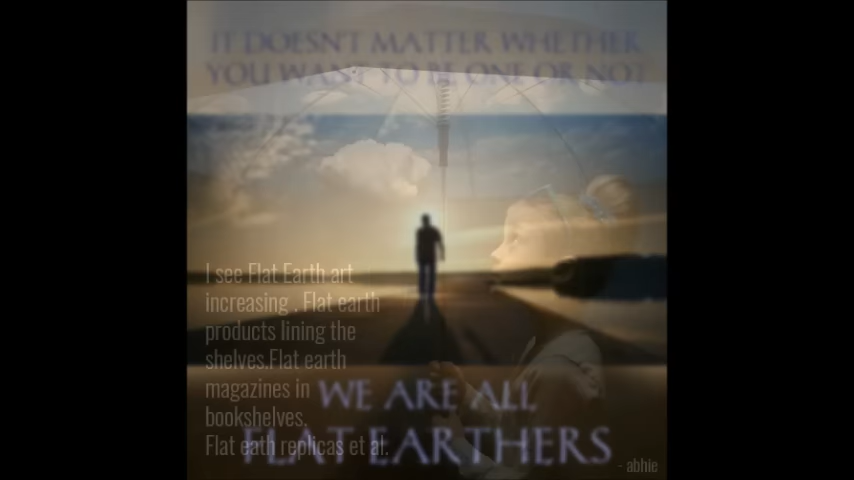 IT DOESN'T MATTER WHETHER
YOU WANT TO BE ONE OR NOT
I see Flat Earth art
increasing . Flat earth
products lining the
shelves.Flat earth
magazines in
bookshelves.
Flat eath replicas et al.
WE ARE ALL
FLAT EARTHERS
- abhie